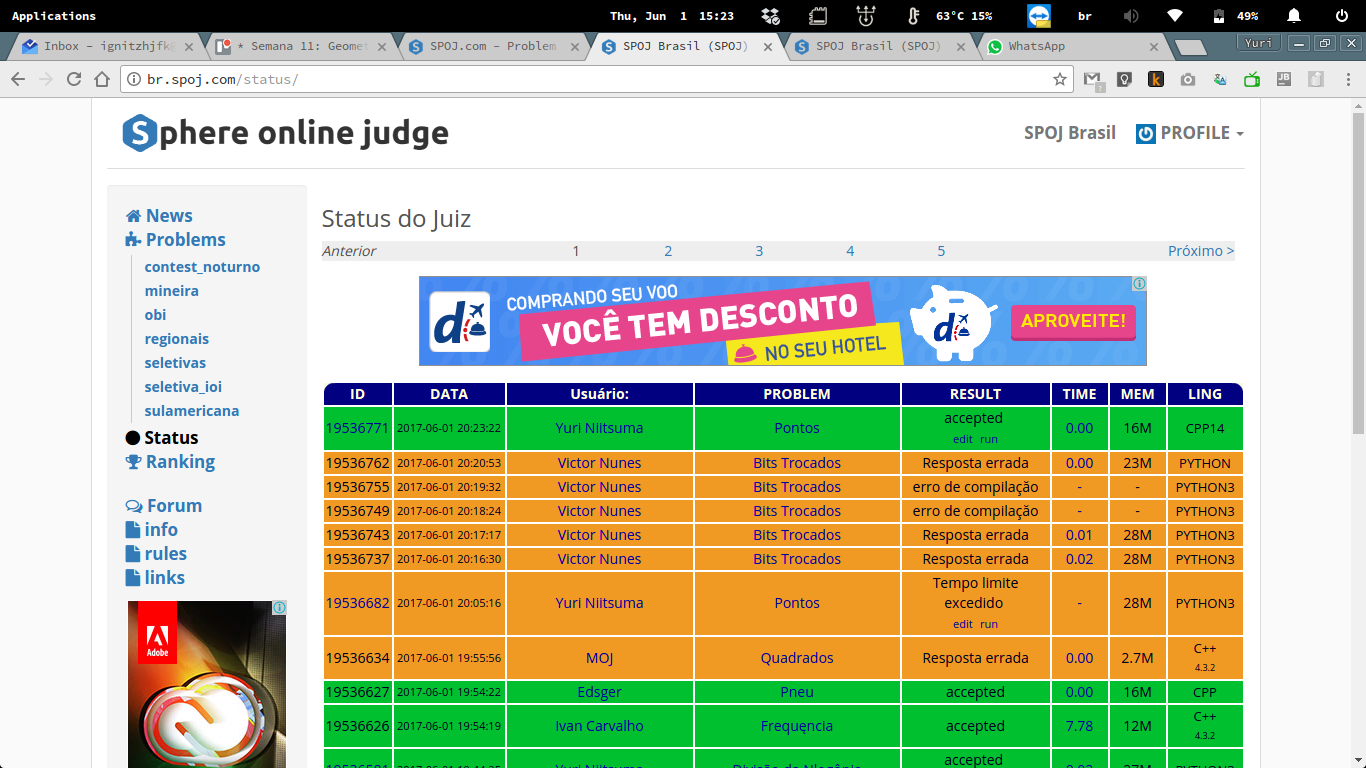 Applications Thu, Jun 1 15:23 63°C 15% br 49%
Inbox – ignitzhjfk * Semana 11: Geomet SPOJ.com – Problem SPOJ Brasil (SPOJ) SPOJ Brasil (SPOJ) WhatsApp Yuri
br.spoj.com/status/
Sphere online judge SPOJ Brasil PROFILE
News
Problems
contest_noturno
mineira
obi
regionais
seletivas
seletiva_ioi
sulamericana
Status
Ranking
Forum
info
rules
links
Adobe
Status do Juiz
Anterior 1 2 3 4 5 Próximo >
COMPRANDO SEU VOO
VOCÊ TEM DESCONTO
NO SEU HOTEL
d!
APROVEITE!
ID DATA Usuário: PROBLEM RESULT TIME MEM LING
19536771 2017-06-01 20:23:22 Yuri Niitsuma Pontos accepted edit run 0.00 16M CPP14
19536762 2017-06-01 20:20:53 Victor Nunes Bits Trocados Resposta errada 0.00 23M PYTHON
19536755 2017-06-01 20:19:32 Victor Nunes Bits Trocados erro de compilação - - PYTHON3
19536749 2017-06-01 20:18:24 Victor Nunes Bits Trocados erro de compilação - - PYTHON3
19536743 2017-06-01 20:17:17 Victor Nunes Bits Trocados Resposta errada 0.01 28M PYTHON3
19536737 2017-06-01 20:16:30 Victor Nunes Bits Trocados Resposta errada 0.02 28M PYTHON3
19536682 2017-06-01 20:05:16 Yuri Niitsuma Pontos Tempo limite excedido edit run - 28M PYTHON3
19536634 2017-06-01 19:55:56 MOJ Quadrados Resposta errada 0.00 2.7M C++ 4.3.2
19536627 2017-06-01 19:54:22 Edsger Pneu accepted 0.00 16M CPP
19536626 2017-06-01 19:54:19 Ivan Carvalho Frequęncia accepted 7.78 12M C++ 4.3.2
accepted